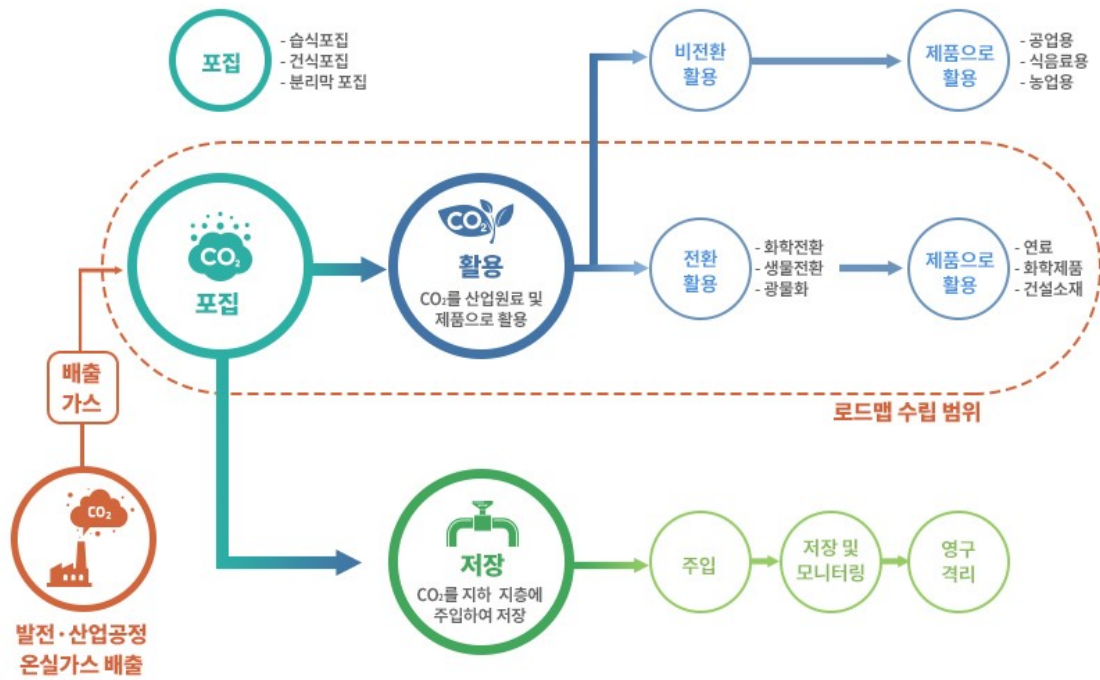 포집
- 습식포집
- 건식포집
- 분리막 포집
비전환
활용
제품으로
활용
- 공업용
- 식음료용
- 농업용
CO₂
포집
CO₂
활용
CO₂를 산업원료 및
제품으로 활용
전환
활용
- 화학전환
- 생물전환
- 광물화
제품으로
활용
- 연료
- 화학제품
- 건설소재
배출
가스
로드맵 수립 범위
CO₂
발전·산업공정
온실가스 배출
저장
CO₂를 지하 지층에
주입하여 저장
주입
저장 및
모니터링
영구
격리